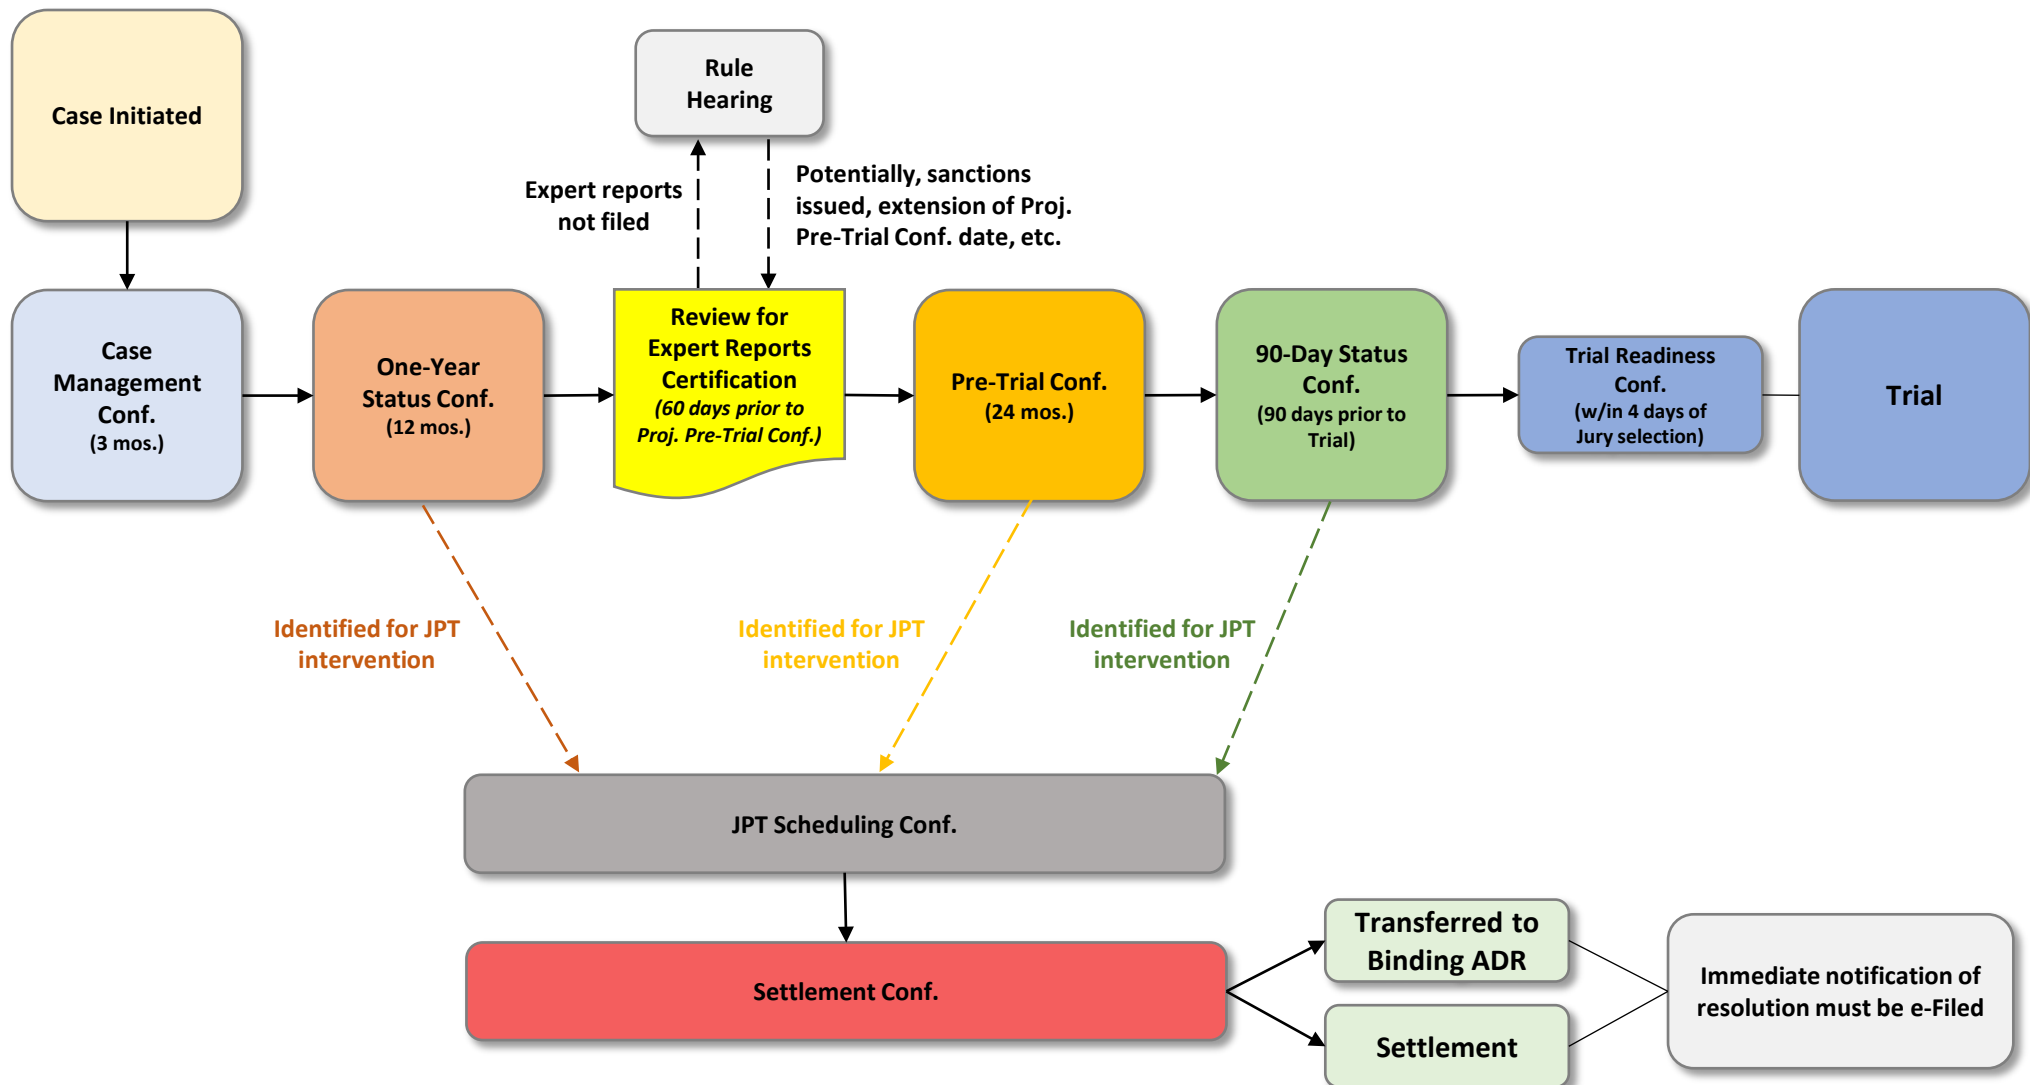 Case Initiated
Rule
Hearing
Expert reports
not filed
Potentially, sanctions
issued, extension of Proj.
Pre-Trial Conf. date, etc.
Case
Management
Conf.
(3 mos.)
One-Year
Status Conf.
(12 mos.)
Review for
Expert Reports
Certification
(60 days prior to
Proj. Pre-Trial Conf.)
Pre-Trial Conf.
(24 mos.)
90-Day Status
Conf.
(90 days prior to
Trial)
Trial Readiness
Conf.
(w/in 4 days of
Jury selection)
Trial
Identified for JPT
intervention
Identified for JPT
intervention
Identified for JPT
intervention
JPT Scheduling Conf.
Settlement Conf.
Transferred to
Binding ADR
Settlement
Immediate notification of
resolution must be e-Filed